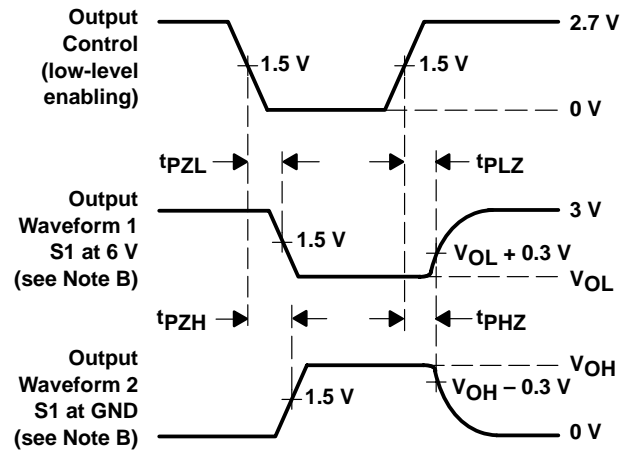 Output
Control
(low-level
enabling)
1.5 V
1.5 V
2.7 V
0 V
tPZL
tPLZ
Output
Waveform 1
S1 at 6 V
(see Note B)
1.5 V
3 V
VOL + 0.3 V
VOL
tPZH
tPHZ
Output
Waveform 2
S1 at GND
(see Note B)
1.5 V
VOH
VOH – 0.3 V
0 V